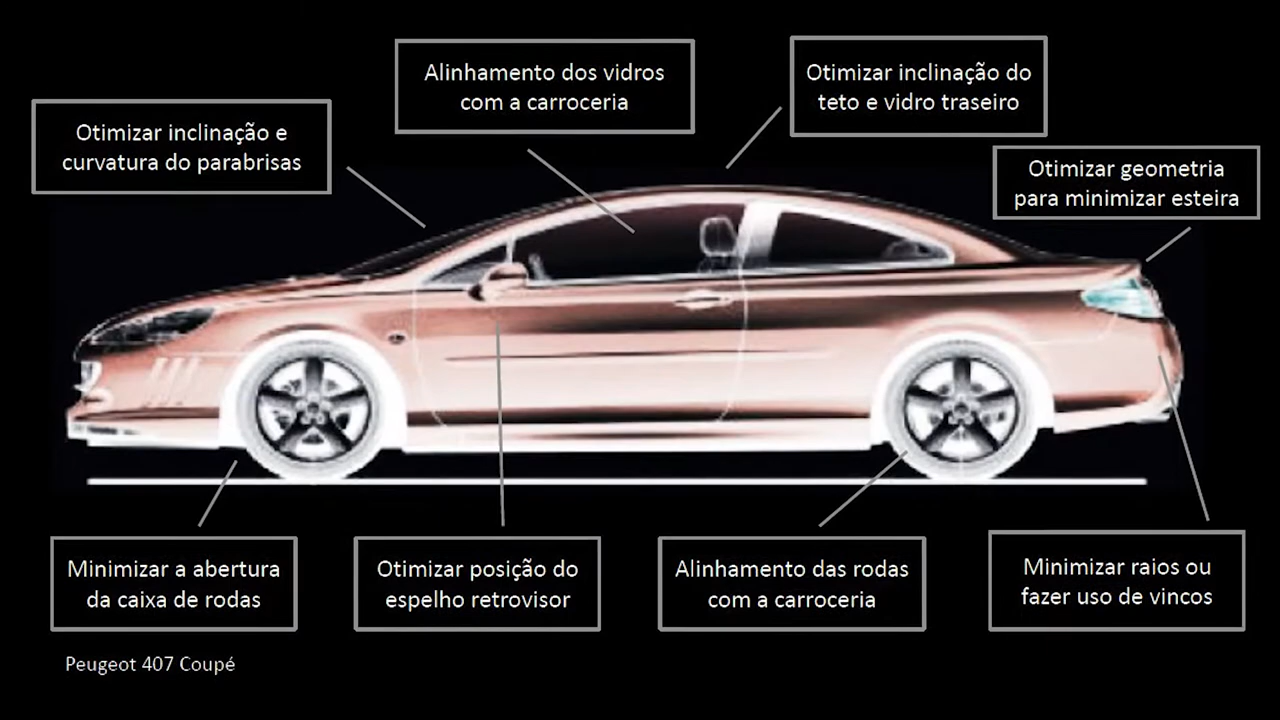 Alinhamento dos vidros
com a carroceria
Otimizar inclinação do
teto e vidro traseiro
Otimizar inclinação e
curvatura do parabrisas
Otimizar geometria
para minimizar esteira
Minimizar a abertura
da caixa de rodas
Otimizar posição do
espelho retrovisor
Alinhamento das rodas
com a carroceria
Minimizar raios ou
fazer uso de vincos
Peugeot 407 Coupé